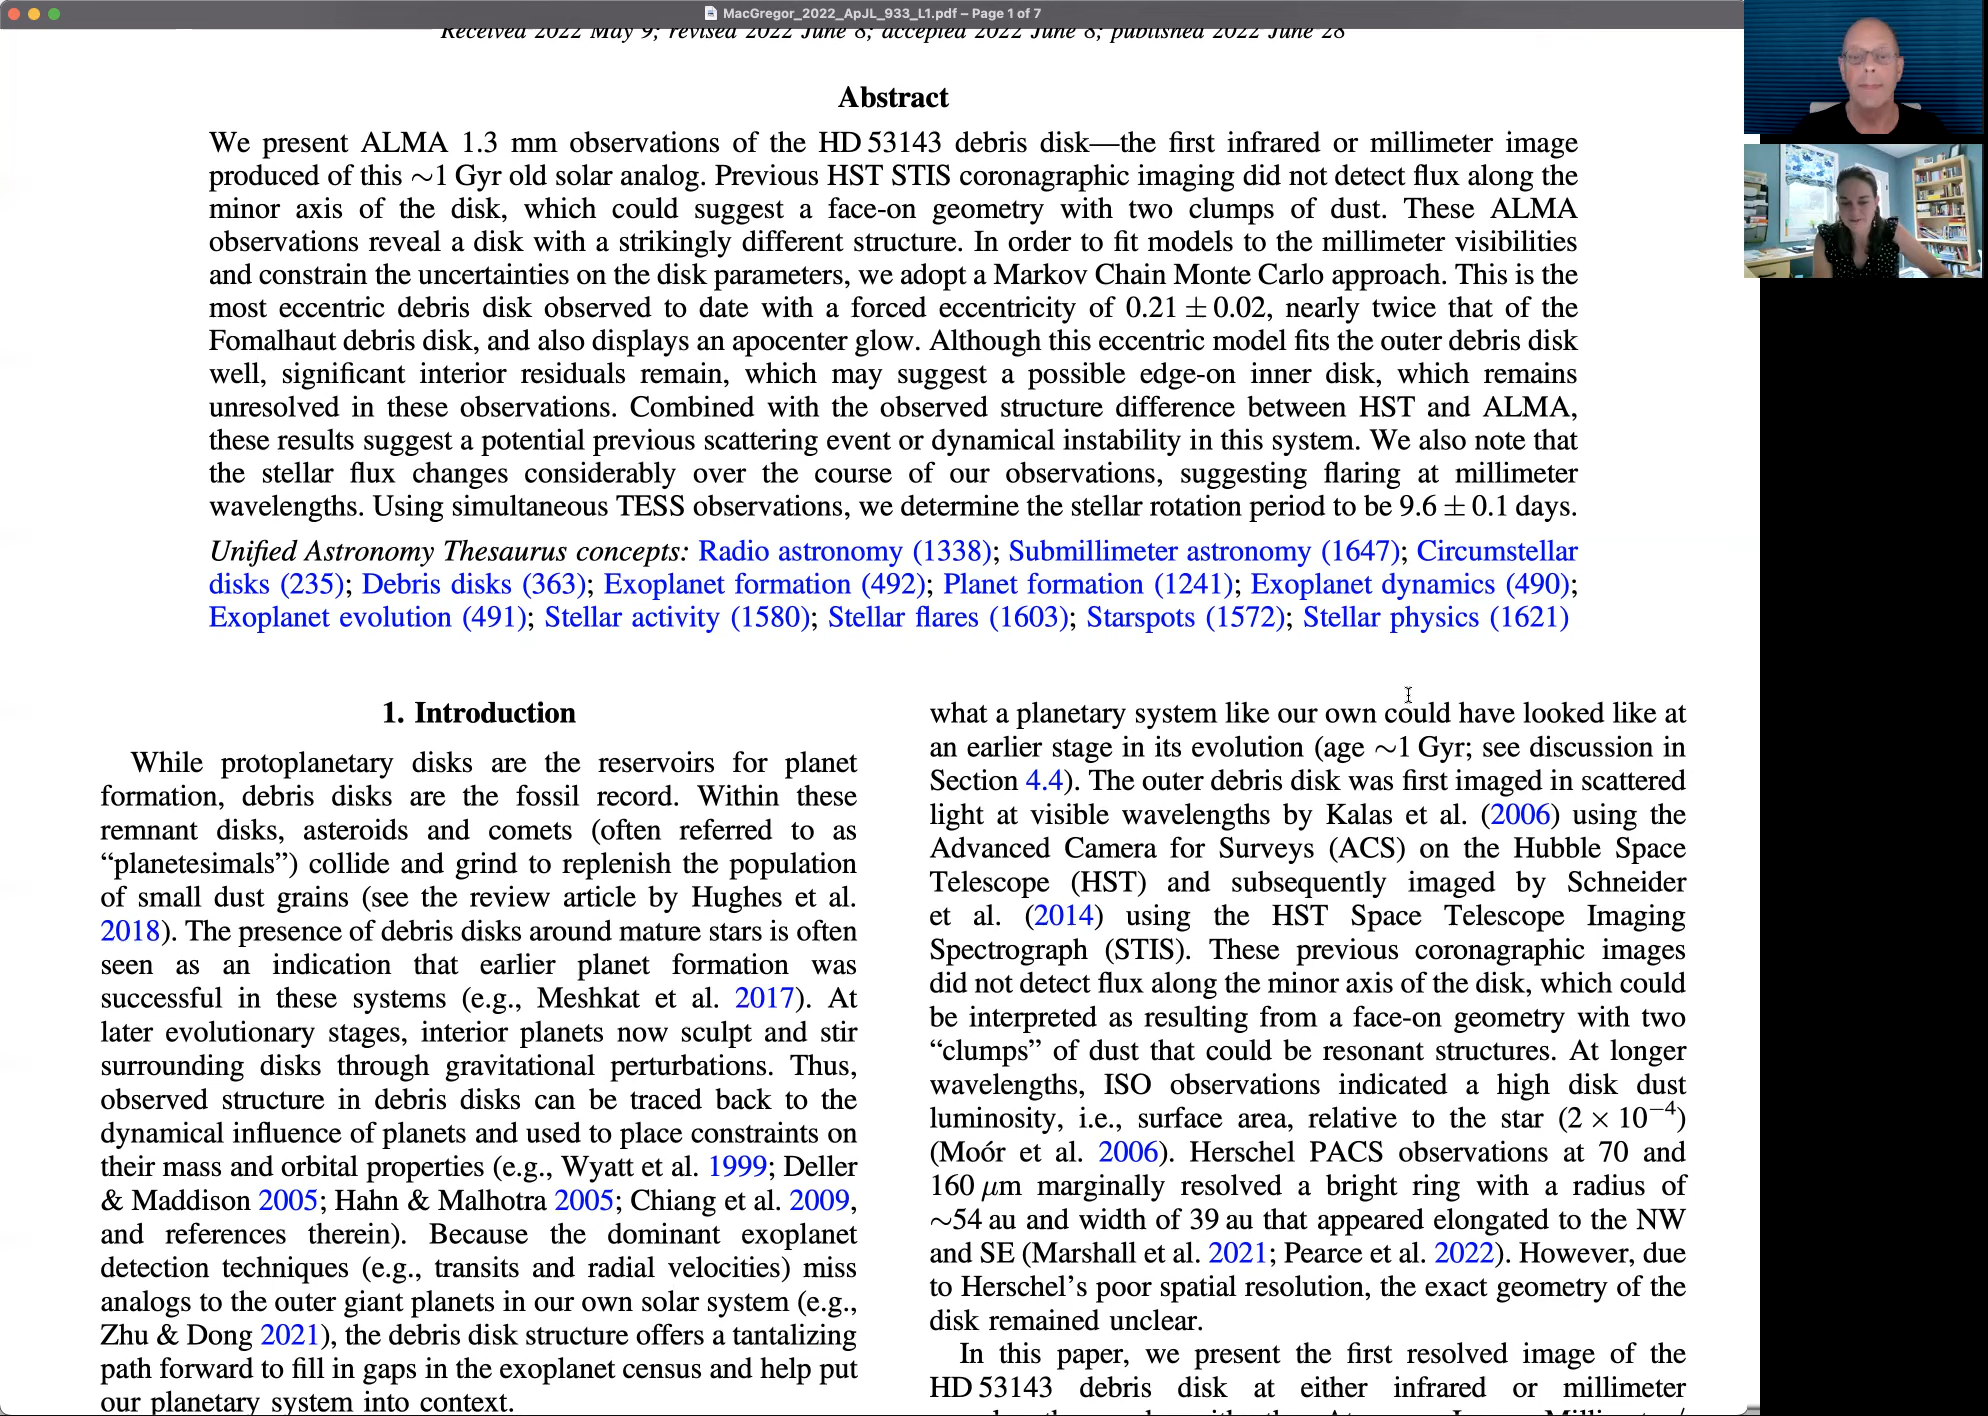 MacGregor_2022_ApJL_933_L1.pdf – Page 1 of 7
Received 2022 May 9; revised 2022 June 8; accepted 2022 June 8; published 2022 June 28
Abstract
We present ALMA 1.3 mm observations of the HD 53143 debris disk—the first infrared or millimeter image
produced of this ∼1 Gyr old solar analog. Previous HST STIS coronagraphic imaging did not detect flux along the
minor axis of the disk, which could suggest a face-on geometry with two clumps of dust. These ALMA
observations reveal a disk with a strikingly different structure. In order to fit models to the millimeter visibilities
and constrain the uncertainties on the disk parameters, we adopt a Markov Chain Monte Carlo approach. This is the
most eccentric debris disk observed to date with a forced eccentricity of 0.21 ± 0.02, nearly twice that of the
Fomalhaut debris disk, and also displays an apocenter glow. Although this eccentric model fits the outer debris disk
well, significant interior residuals remain, which may suggest a possible edge-on inner disk, which remains
unresolved in these observations. Combined with the observed structure difference between HST and ALMA,
these results suggest a potential previous scattering event or dynamical instability in this system. We also note that
the stellar flux changes considerably over the course of our observations, suggesting flaring at millimeter
wavelengths. Using simultaneous TESS observations, we determine the stellar rotation period to be 9.6 ± 0.1 days.
Unified Astronomy Thesaurus concepts: Radio astronomy (1338); Submillimeter astronomy (1647); Circumstellar
disks (235); Debris disks (363); Exoplanet formation (492); Planet formation (1241); Exoplanet dynamics (490);
Exoplanet evolution (491); Stellar activity (1580); Stellar flares (1603); Starspots (1572); Stellar physics (1621)
1. Introduction
While protoplanetary disks are the reservoirs for planet
formation, debris disks are the fossil record. Within these
remnant disks, asteroids and comets (often referred to as
“planetesimals”) collide and grind to replenish the population
of small dust grains (see the review article by Hughes et al.
2018). The presence of debris disks around mature stars is often
seen as an indication that earlier planet formation was
successful in these systems (e.g., Meshkat et al. 2017). At
later evolutionary stages, interior planets now sculpt and stir
surrounding disks through gravitational perturbations. Thus,
observed structure in debris disks can be traced back to the
dynamical influence of planets and used to place constraints on
their mass and orbital properties (e.g., Wyatt et al. 1999; Deller
& Maddison 2005; Hahn & Malhotra 2005; Chiang et al. 2009,
and references therein). Because the dominant exoplanet
detection techniques (e.g., transits and radial velocities) miss
analogs to the outer giant planets in our own solar system (e.g.,
Zhu & Dong 2021), the debris disk structure offers a tantalizing
path forward to fill in gaps in the exoplanet census and help put
our planetary system into context.
what a planetary system like our own could have looked like at
an earlier stage in its evolution (age ∼1 Gyr; see discussion in
Section 4.4). The outer debris disk was first imaged in scattered
light at visible wavelengths by Kalas et al. (2006) using the
Advanced Camera for Surveys (ACS) on the Hubble Space
Telescope (HST) and subsequently imaged by Schneider
et al. (2014) using the HST Space Telescope Imaging
Spectrograph (STIS). These previous coronagraphic images
did not detect flux along the minor axis of the disk, which could
be interpreted as resulting from a face-on geometry with two
“clumps” of dust that could be resonant structures. At longer
wavelengths, ISO observations indicated a high disk dust
luminosity, i.e., surface area, relative to the star (2 × 10⁻⁴)
(Moór et al. 2006). Herschel PACS observations at 70 and
160 μm marginally resolved a bright ring with a radius of
∼54 au and width of 39 au that appeared elongated to the NW
and SE (Marshall et al. 2021; Pearce et al. 2022). However, due
to Herschel’s poor spatial resolution, the exact geometry of the
disk remained unclear.
In this paper, we present the first resolved image of the
HD 53143 debris disk at either infrared or millimeter